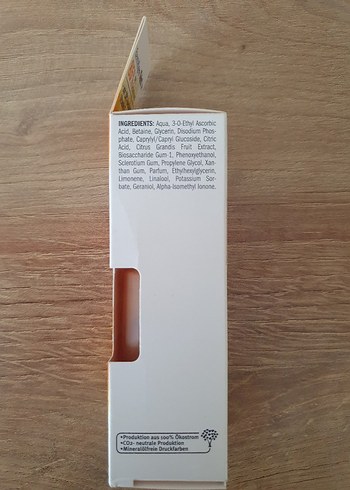 INGREDIENTS: Aqua, 3-O-Ethyl Ascorbic
Acid, Betaine, Glycerin, Disodium Phos-
phate, Caprylyl/Capryl Glucoside, Citric
Acid, Citrus Grandis Fruit Extract,
Biosaccharide Gum-1, Phenoxyethanol,
Sclerotium Gum, Propylene Glycol, Xan-
than Gum, Parfum, Ethylhexylglycerin,
Limonene, Linalool, Potassium Sor-
bate, Geraniol, Alpha-Isomethyl Ionone.
•Produktion aus 100% Ökostrom
•CO2- neutrale Produktion
•Mineralölfreie Druckfarben